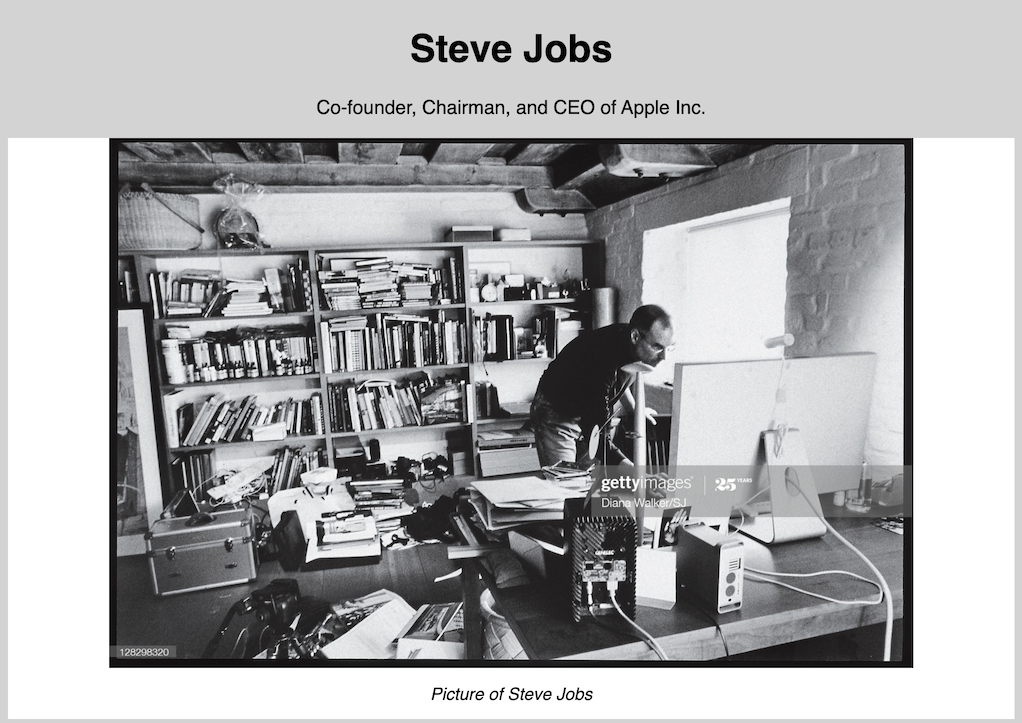 Steve Jobs
Co-founder, Chairman, and CEO of Apple Inc.
gettyimages® 25 YEARS
Diana Walker/SJ
128298320
Picture of Steve Jobs